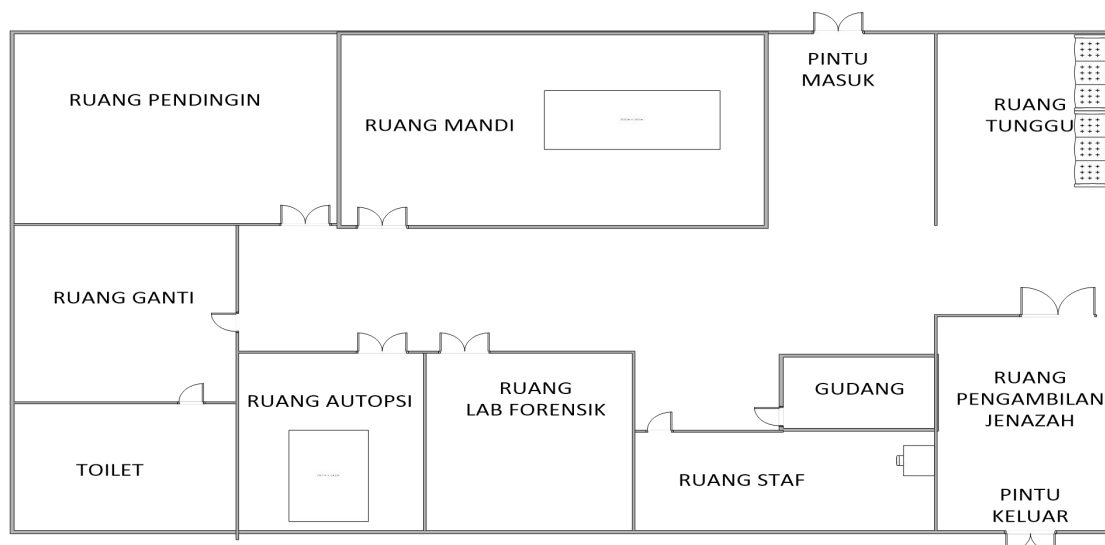 PINTU
MASUK
RUANG PENDINGIN
RUANG MANDI
RUANG
TUNGGU
RUANG GANTI
RUANG AUTOPSI
RUANG
LAB FORENSIK
GUDANG
RUANG
PENGAMBILAN
JENAZAH
TOILET
RUANG STAF
PINTU
KELUAR